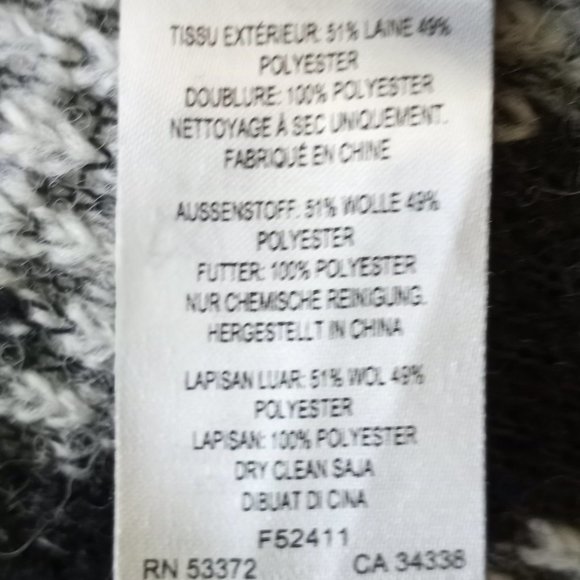 TISSU EXTÉRIEUR: 51% LAINE 49%
POLYESTER
DOUBLURE: 100% POLYESTER
NETTOYAGE À SEC UNIQUEMENT.
FABRIQUÉ EN CHINE
AUSSENSTOFF: 51% WOLLE 49%
POLYESTER
FUTTER: 100% POLYESTER
NUR CHEMISCHE REINIGUNG.
HERGESTELLT IN CHINA
LAPISAN LUAR: 51% WOL 49%
POLYESTER
LAPISAN: 100% POLYESTER
DRY CLEAN SAJA
DIBUAT DI CINA
F52411
RN 53372 CA 34338